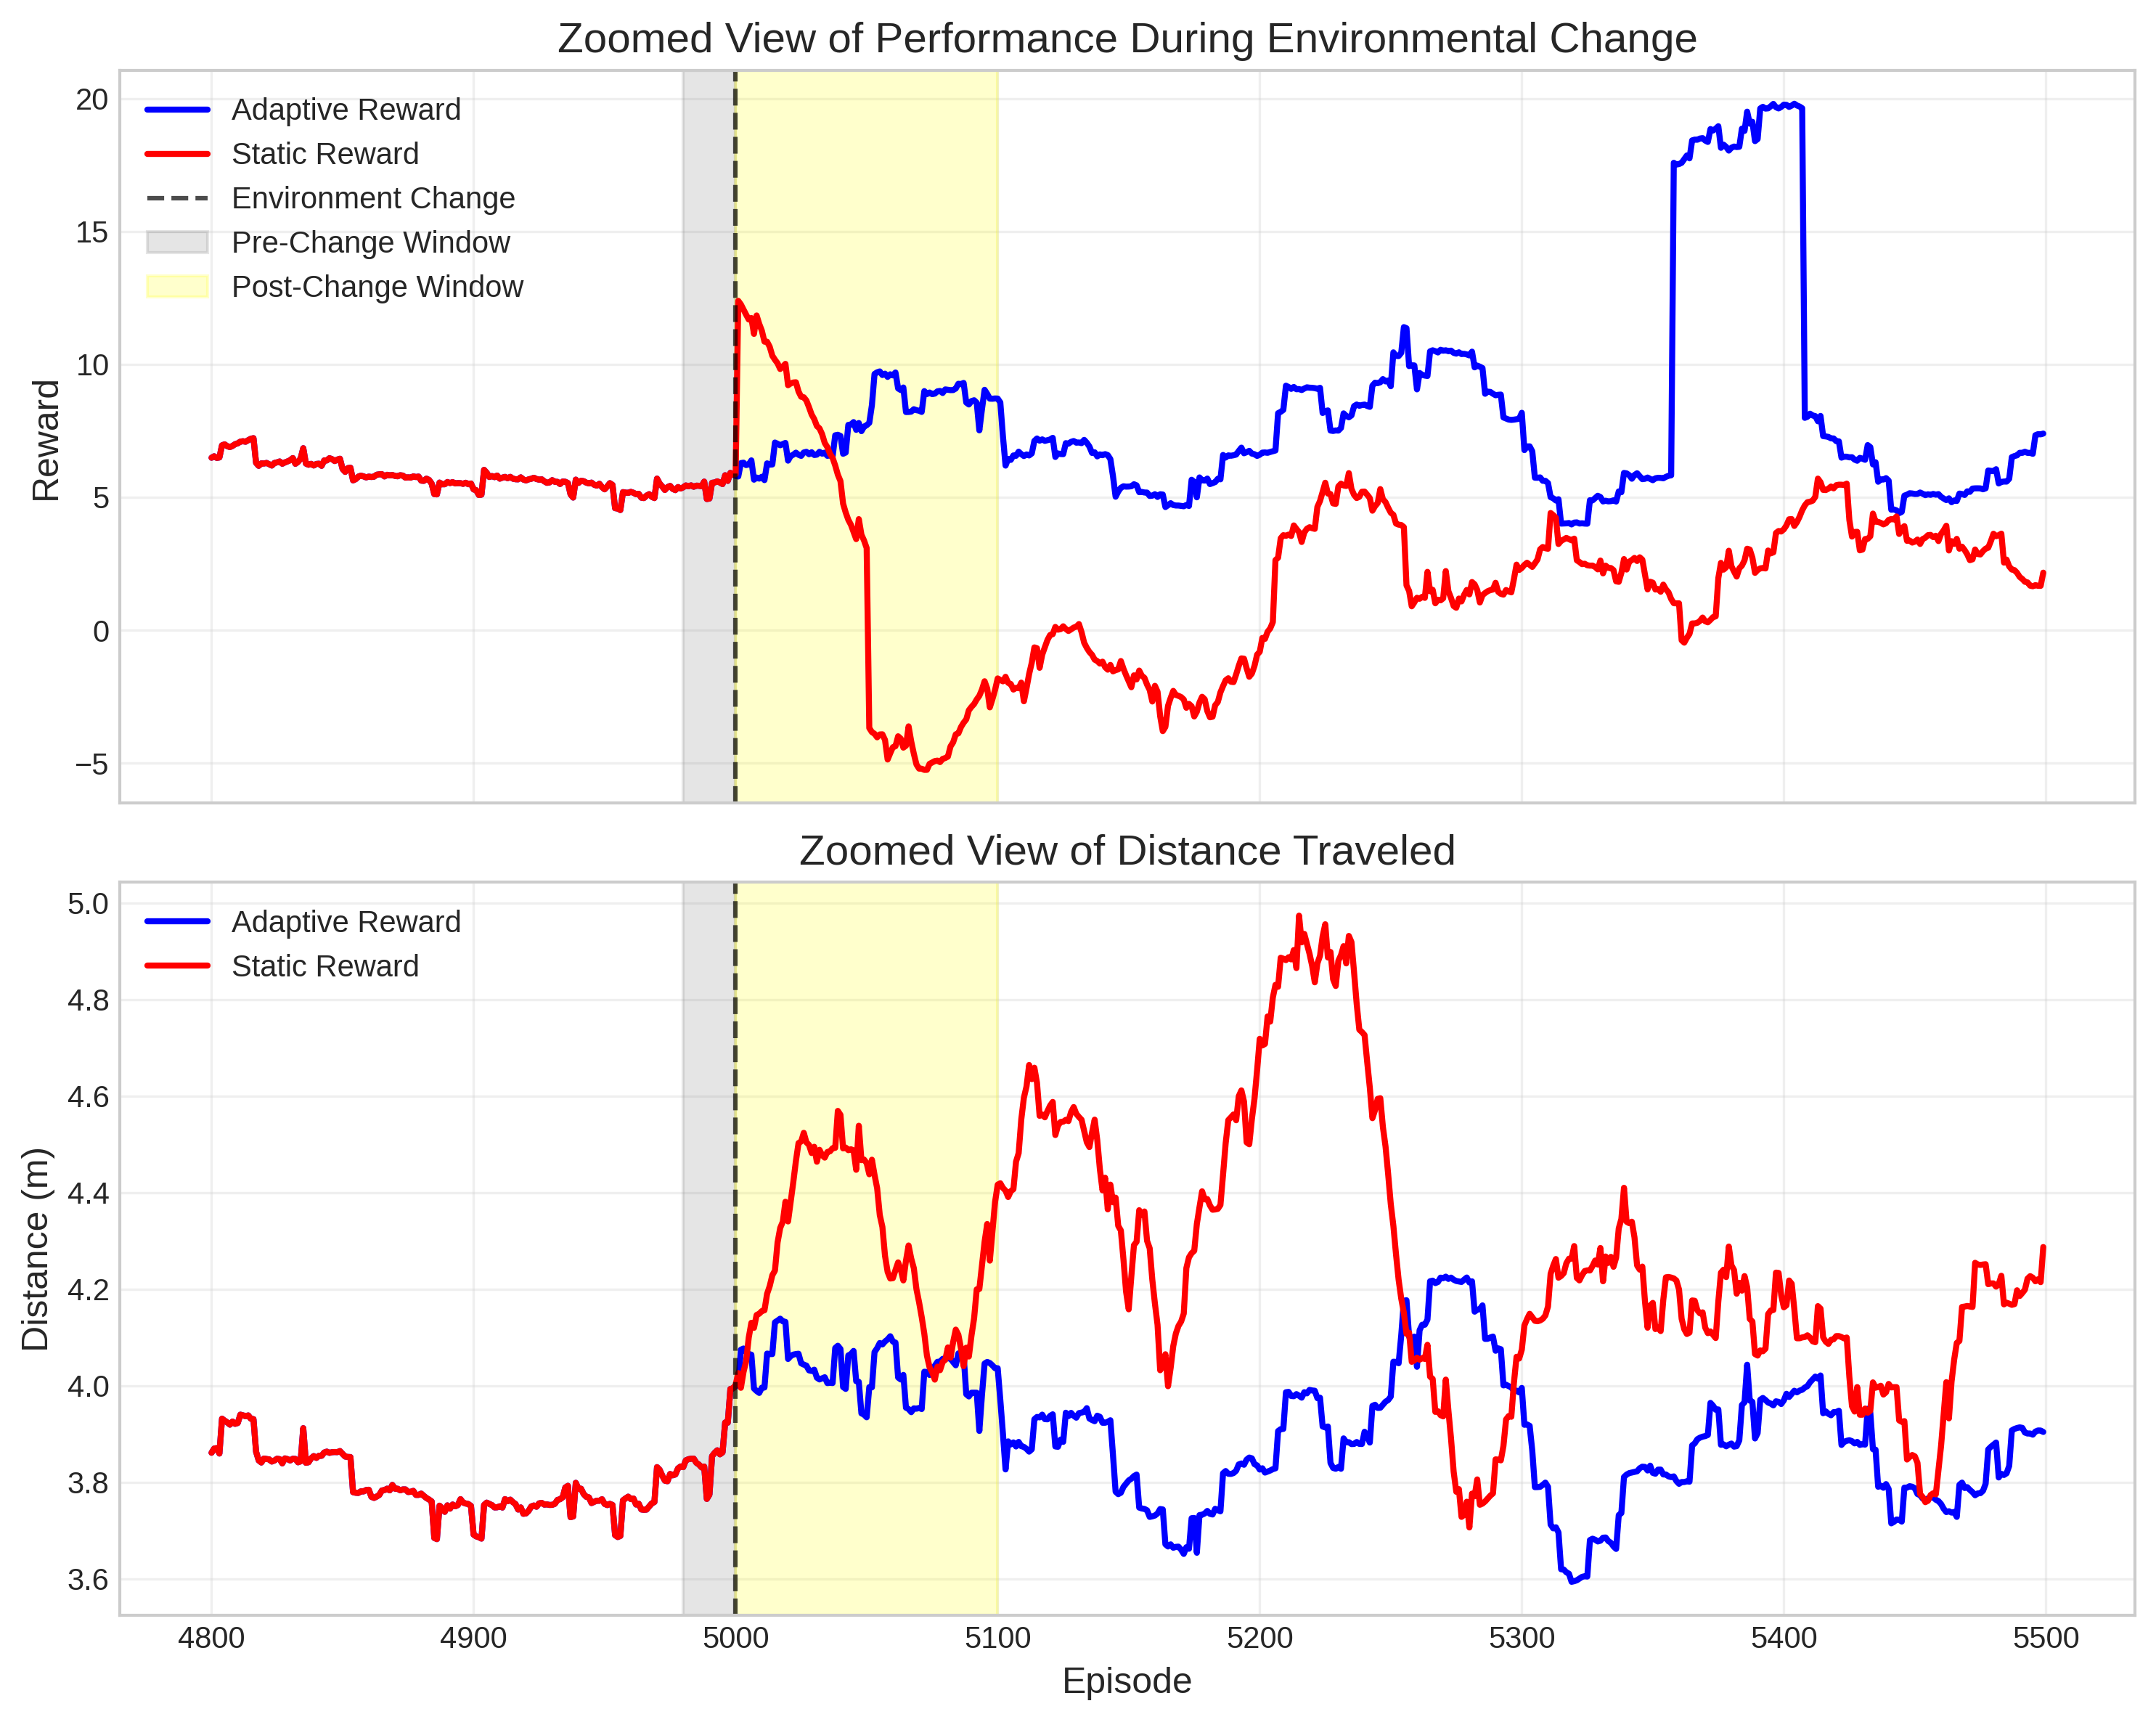 Zoomed View of Performance During Environmental Change
20
15
10
5
0
−5
Reward
Adaptive Reward
Static Reward
Environment Change
Pre-Change Window
Post-Change Window
Zoomed View of Distance Traveled
5.0
4.8
4.6
4.4
4.2
4.0
3.8
3.6
Distance (m)
Adaptive Reward
Static Reward
4800 4900 5000 5100 5200 5300 5400 5500
Episode